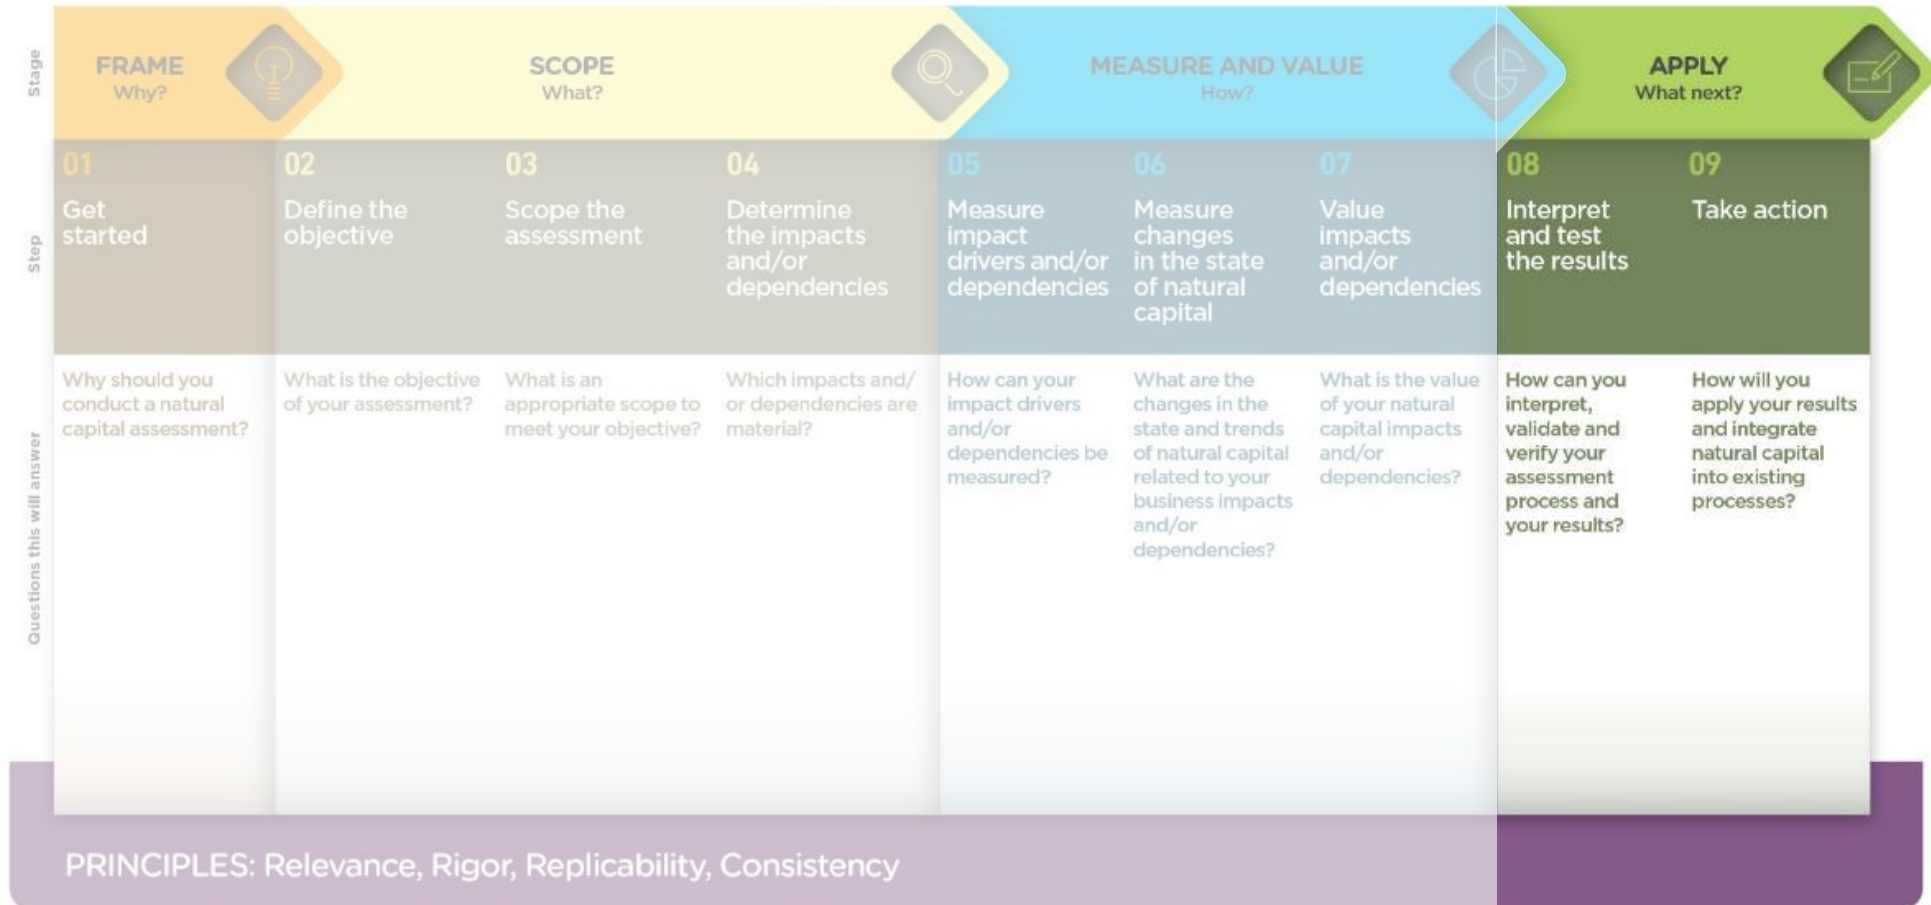 Stage
FRAME
Why?
SCOPE
What?
MEASURE AND VALUE
How?
APPLY
What next?
Step
01
Get
started
02
Define the
objective
03
Scope the
assessment
04
Determine
the impacts
and/or
dependencies
05
Measure
impact
drivers and/or
dependencies
06
Measure
changes
in the state
of natural
capital
07
Value
impacts
and/or
dependencies
08
Interpret
and test
the results
09
Take action
Questions this will answer
Why should you
conduct a natural
capital assessment?
What is the objective
of your assessment?
What is an
appropriate scope to
meet your objective?
Which impacts and/
or dependencies are
material?
How can your
impact drivers
and/or
dependencies be
measured?
What are the
changes in the
state and trends
of natural capital
related to your
business impacts
and/or
dependencies?
What is the value
of your natural
capital impacts
and/or
dependencies?
How can you
interpret,
validate and
verify your
assessment
process and
your results?
How will you
apply your results
and integrate
natural capital
into existing
processes?
PRINCIPLES: Relevance, Rigor, Replicability, Consistency